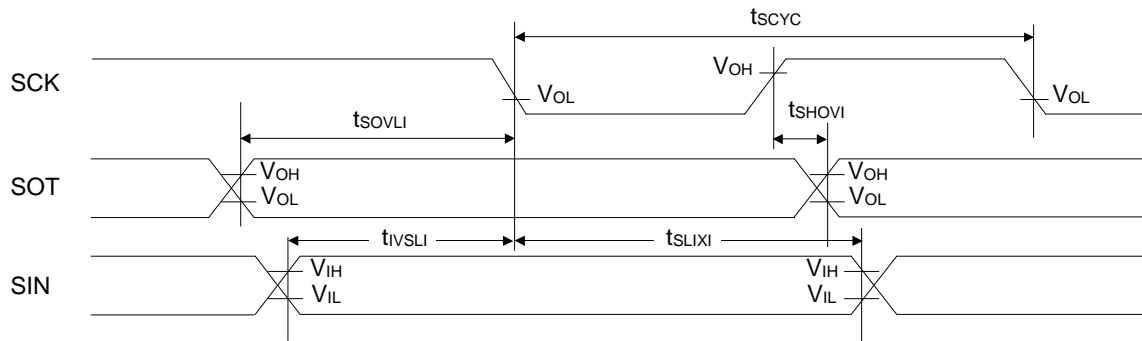 tSCYC
SCK
VOH
VOL
VOL
tSOVLI
tSHOVI
SOT
VOH
VOL
VOH
VOL
tIVSLI
tSLIXI
SIN
VIH
VIL
VIH
VIL